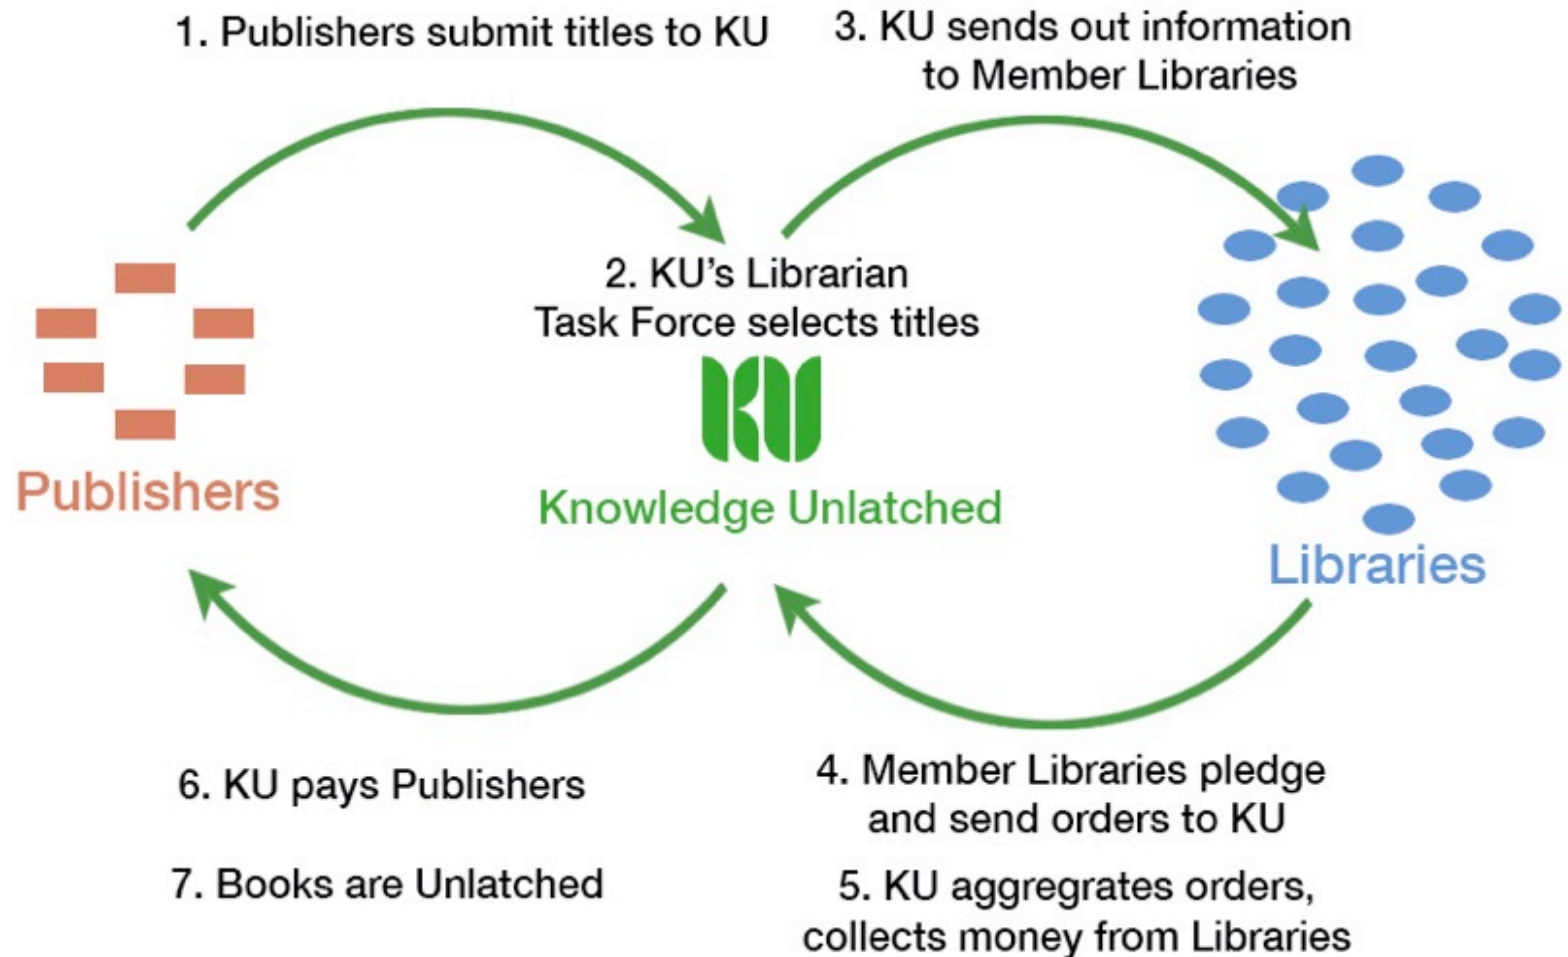 1. Publishers submit titles to KU
3. KU sends out information
to Member Libraries
2. KU’s Librarian
Task Force selects titles
KU
Knowledge Unlatched
Publishers
Libraries
6. KU pays Publishers
7. Books are Unlatched
4. Member Libraries pledge
and send orders to KU
5. KU aggregrates orders,
collects money from Libraries